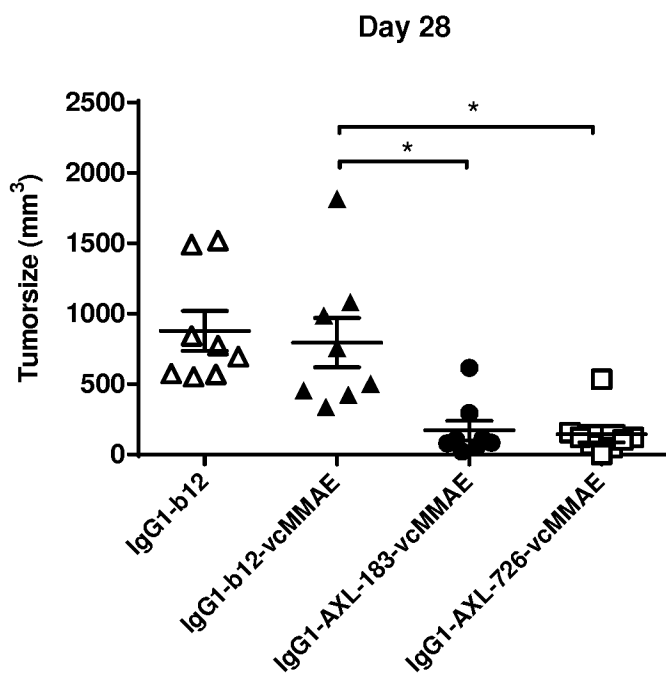 Day 28
2500
2000
1500
1000
500
0
Tumorsize (mm³)
*
*
IgG1-b12
IgG1-b12-vcMMAE
IgG1-AXL-183-vcMMAE
IgG1-AXL-726-vcMMAE